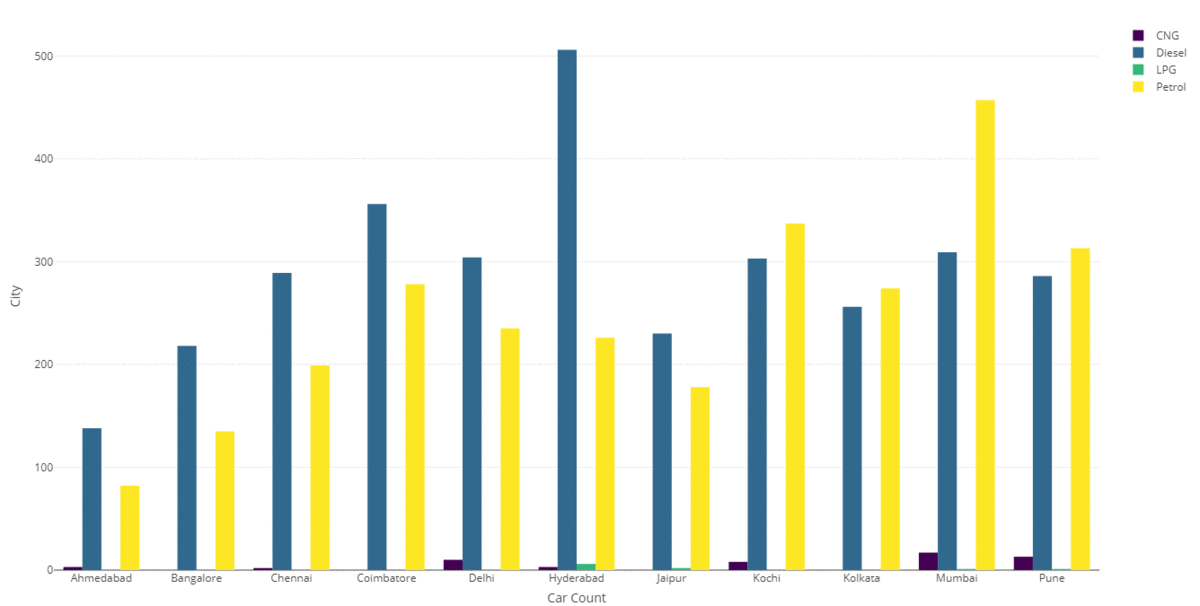 CNG
Diesel
LPG
Petrol
500
400
300
200
100
0
City
Ahmedabad Bangalore Chennai Coimbatore Delhi Hyderabad Jaipur Kochi Kolkata Mumbai Pune
Car Count